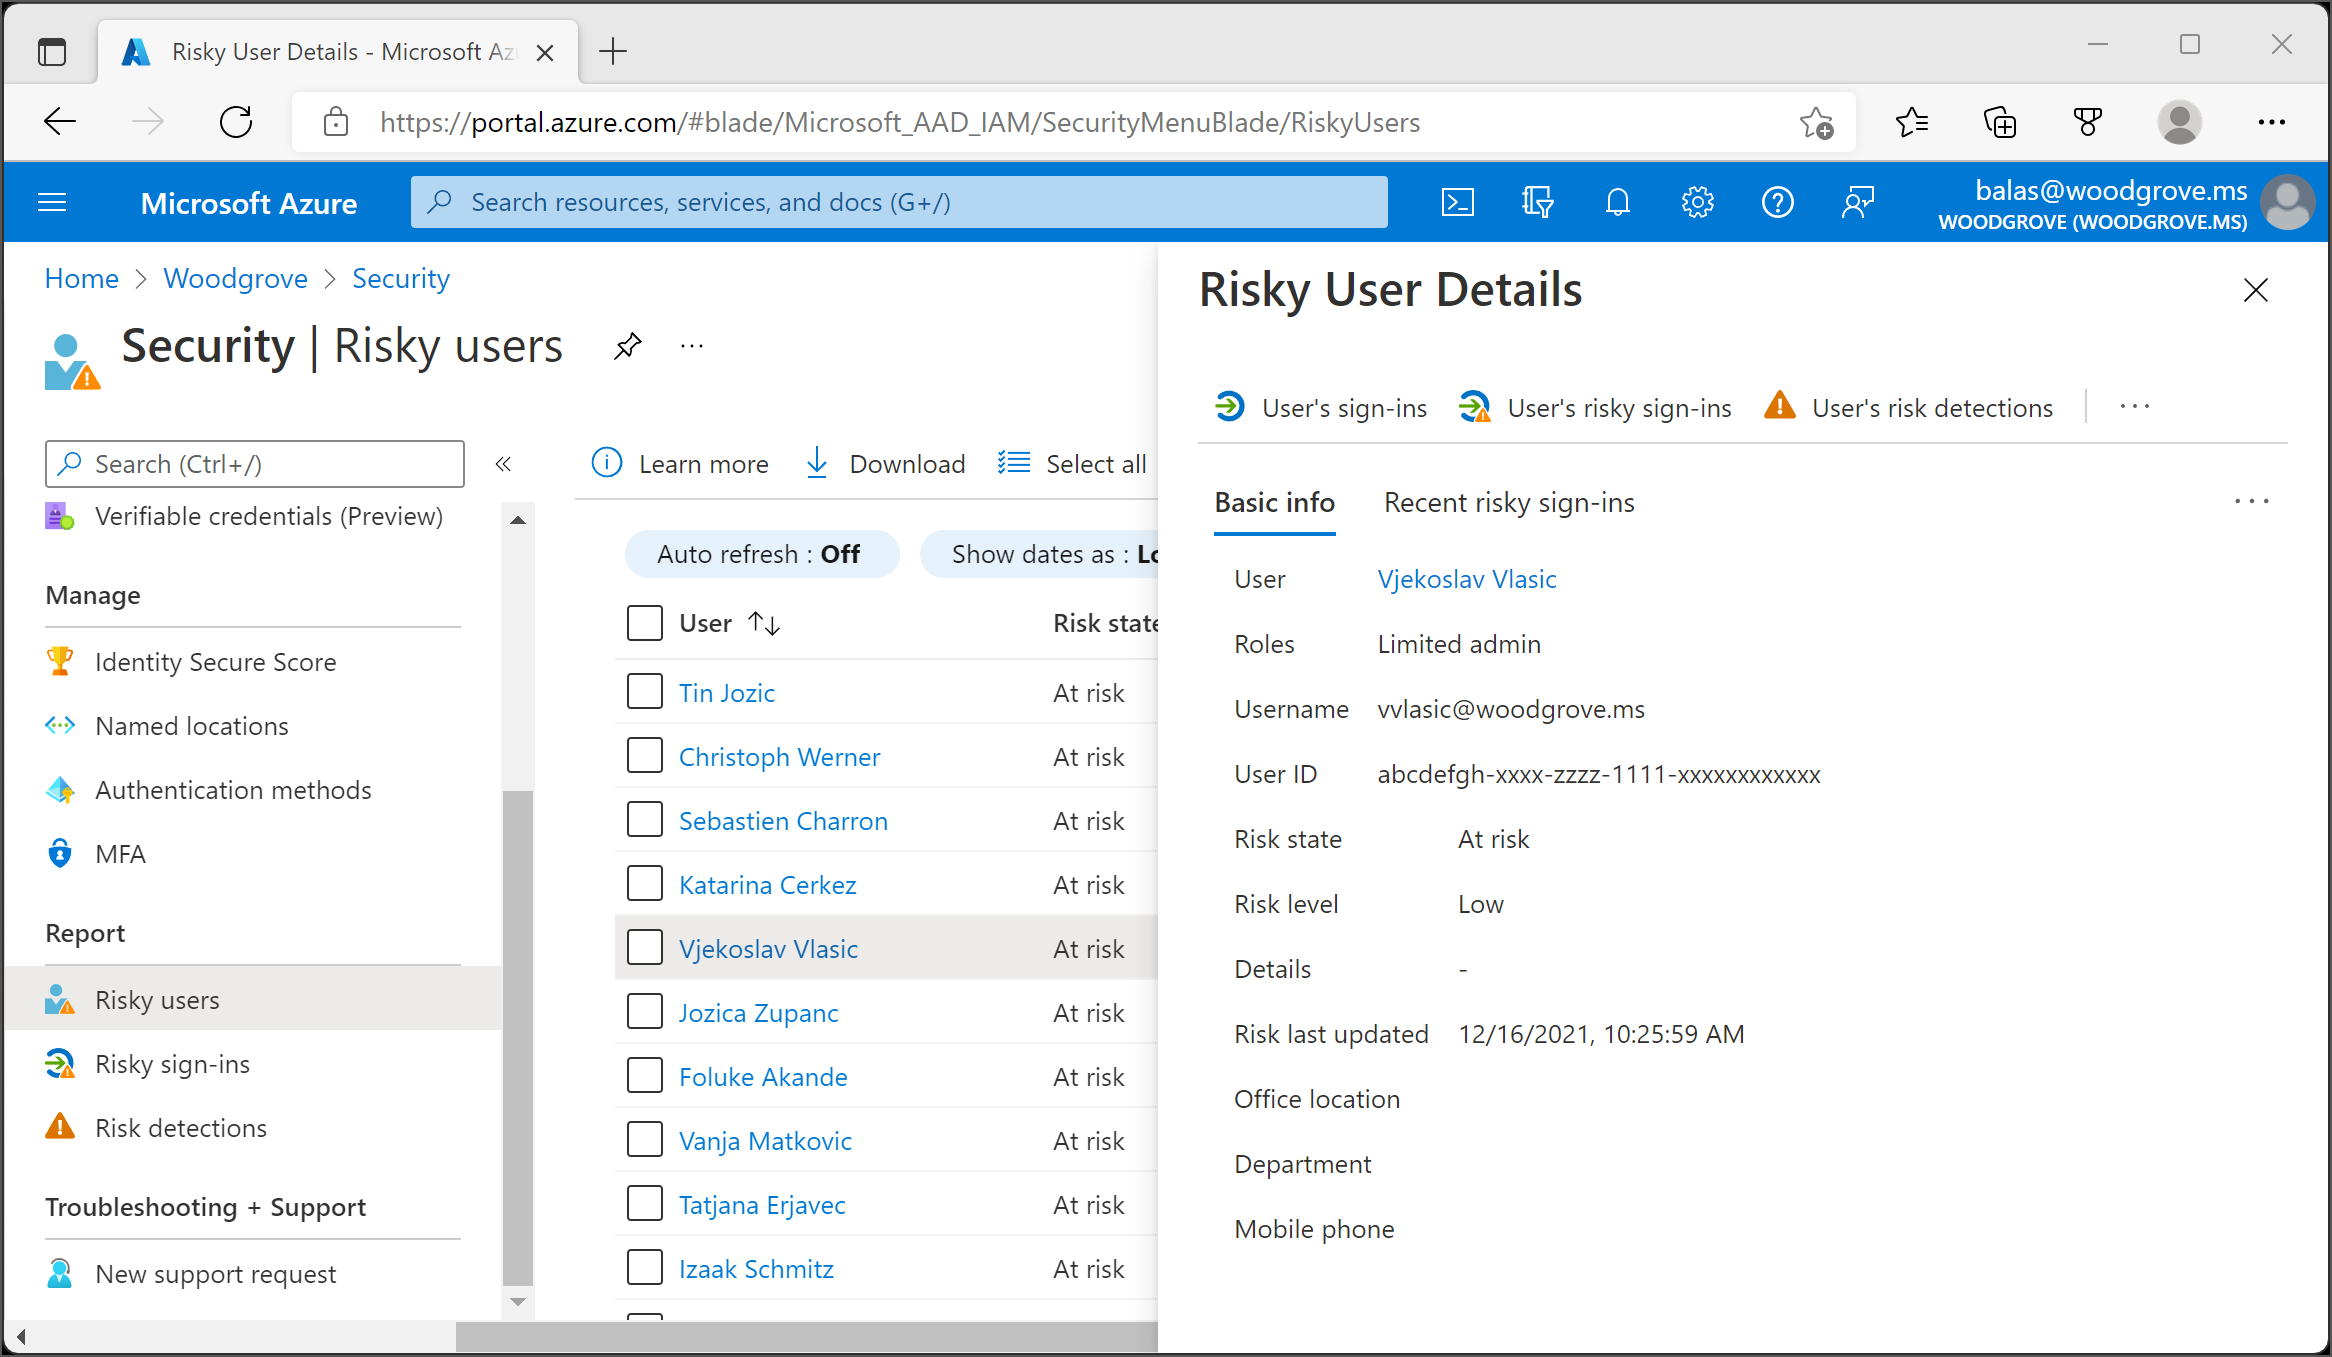 Risky User Details - Microsoft Az
https://portal.azure.com/#blade/Microsoft_AAD_IAM/SecurityMenuBlade/RiskyUsers
Microsoft Azure
Search resources, services, and docs (G+/)
balas@woodgrove.ms
WOODGROVE (WOODGROVE.MS)
Home > Woodgrove > Security
Security | Risky users
Search (Ctrl+/)
Verifiable credentials (Preview)
Manage
Identity Secure Score
Named locations
Authentication methods
MFA
Report
Risky users
Risky sign-ins
Risk detections
Troubleshooting + Support
New support request
Learn more
Download
Select all
Auto refresh : Off
Show dates as : Lo
User
Risk state
Tin Jozic At risk
Christoph Werner At risk
Sebastien Charron At risk
Katarina Cerkez At risk
Vjekoslav Vlasic At risk
Jozica Zupanc At risk
Foluke Akande At risk
Vanja Matkovic At risk
Tatjana Erjavec At risk
Izaak Schmitz At risk
Risky User Details
User's sign-ins
User's risky sign-ins
User's risk detections
Basic info
Recent risky sign-ins
User Vjekoslav Vlasic
Roles Limited admin
Username vvlasic@woodgrove.ms
User ID abcdefgh-xxxx-zzzz-1111-xxxxxxxxxxxx
Risk state At risk
Risk level Low
Details -
Risk last updated 12/16/2021, 10:25:59 AM
Office location
Department
Mobile phone